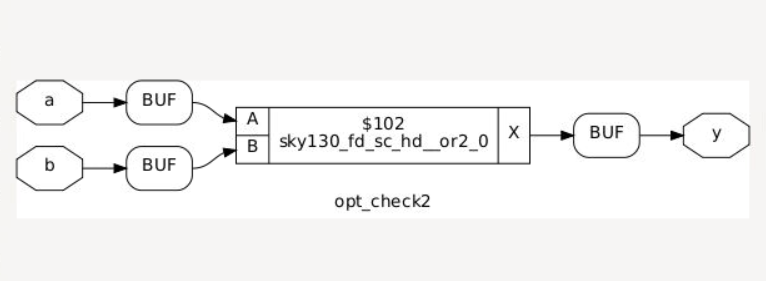 a
BUF
A
$102
sky130_fd_sc_hd__or2_0
X
BUF
y
b
BUF
B
opt_check2